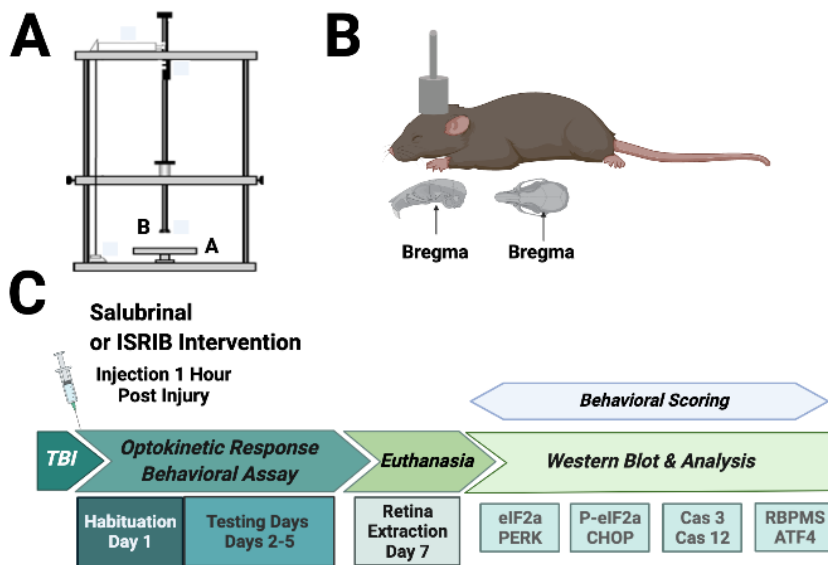 A
B
A
B
Bregma
Bregma
C
Salubrinal
or ISRIB Intervention
Injection 1 Hour
Post Injury
Behavioral Scoring
TBI
Optokinetic Response
Behavioral Assay
Euthanasia
Western Blot & Analysis
Habituation
Day 1
Testing Days
Days 2-5
Retina
Extraction
Day 7
eIF2a
PERK
P-eIF2a
CHOP
Cas 3
Cas 12
RBPMS
ATF4